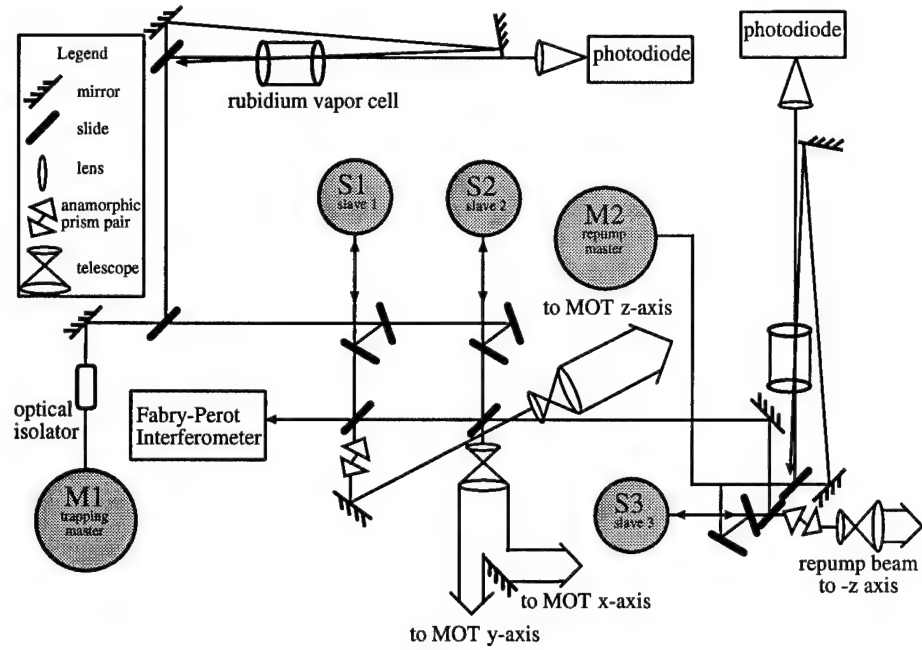 photodiode
Legend
mirror
slide
lens
anamorphic
prism pair
telescope
photodiode
rubidium vapor cell
S1
slave 1
S2
slave 2
M2
repump
master
to MOT z-axis
optical
isolator
Fabry-Perot
Interferometer
M1
trapping
master
S3
slave 3
repump beam
to -z axis
to MOT x-axis
to MOT y-axis